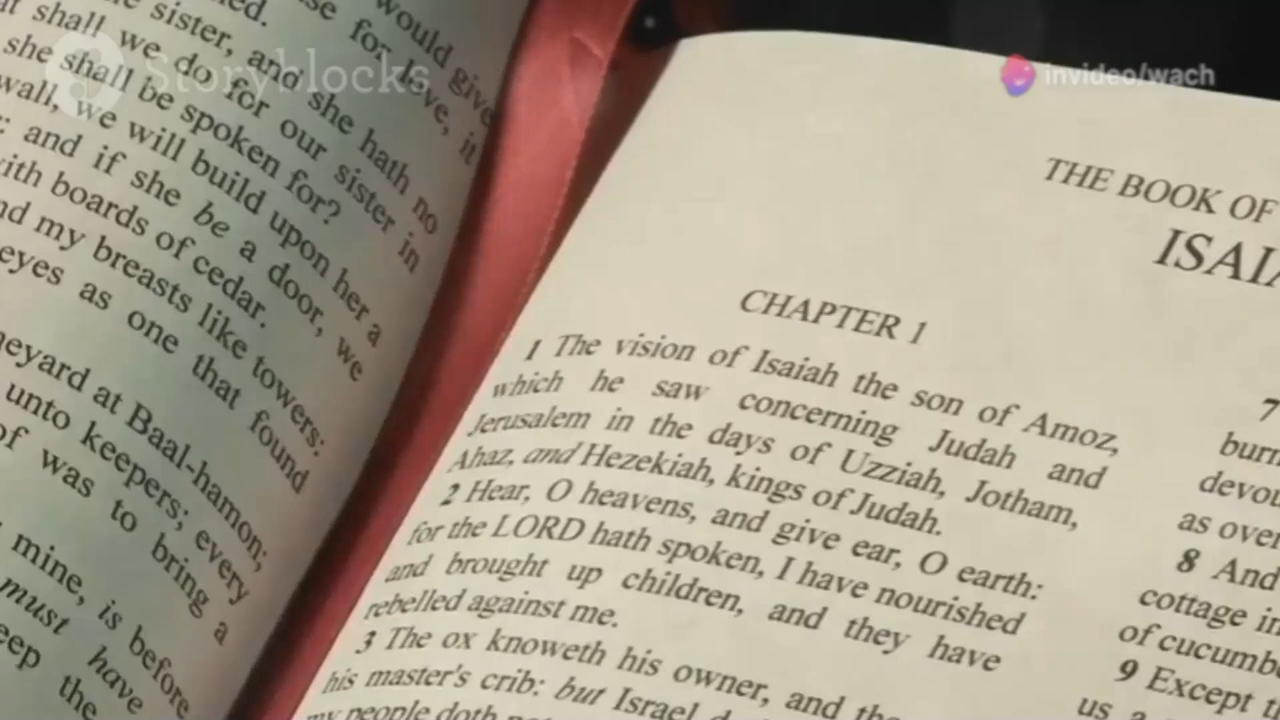 Storyblocks
invideo/wach
would give
se for love, it
ned.
sister, and she hath no
shall we do for our sister in
she shall be spoken for?
wall, we will build upon her a
and if she be a door, we
with boards of cedar.
my breasts like towers:
eyes as one that found
neyard at Baal-hamon;
unto keepers; every
of was to bring a
mine, is before
must have
the
THE BOOK OF
ISAIA
CHAPTER 1
1 The vision of Isaiah the son of Amoz,
which he saw concerning Judah and
Jerusalem in the days of Uzziah, Jotham,
Ahaz, and Hezekiah, kings of Judah.
2 Hear, O heavens, and give ear, O earth:
for the LORD hath spoken, I have nourished
and brought up children, and they have
rebelled against me.
3 The ox knoweth his owner, and the
his master's crib: but Israel
my people doth
7
burn
devou
as over
8 And
cottage in
of cucumb
9 Except
us a